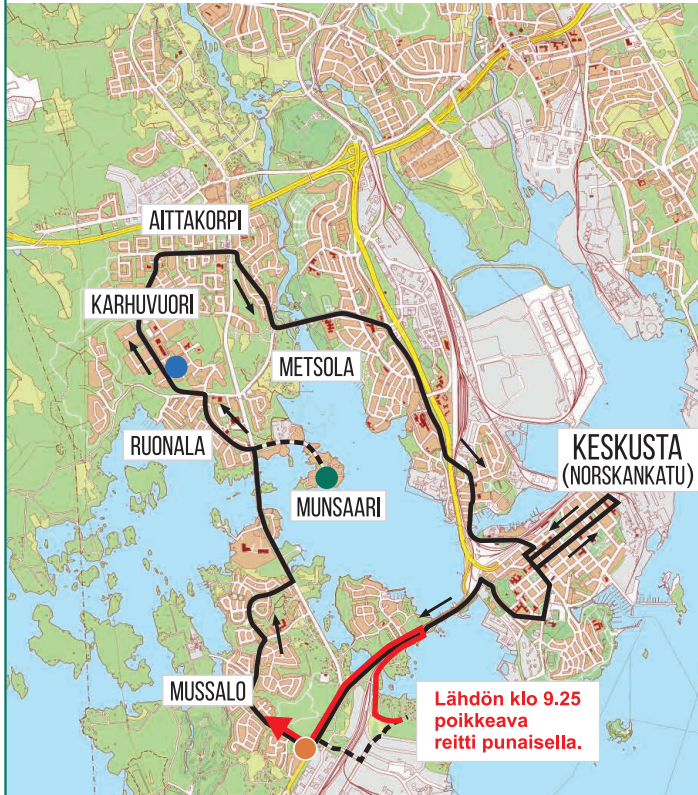 AITTAKORPI
KARHUVUORI
METSOLA
RUONALA
KESKUSTA
(NORSKANKATU)
MUNSAARI
MUSSALO
Lähdön klo 9.25
poikkeava
reitti punaisella.